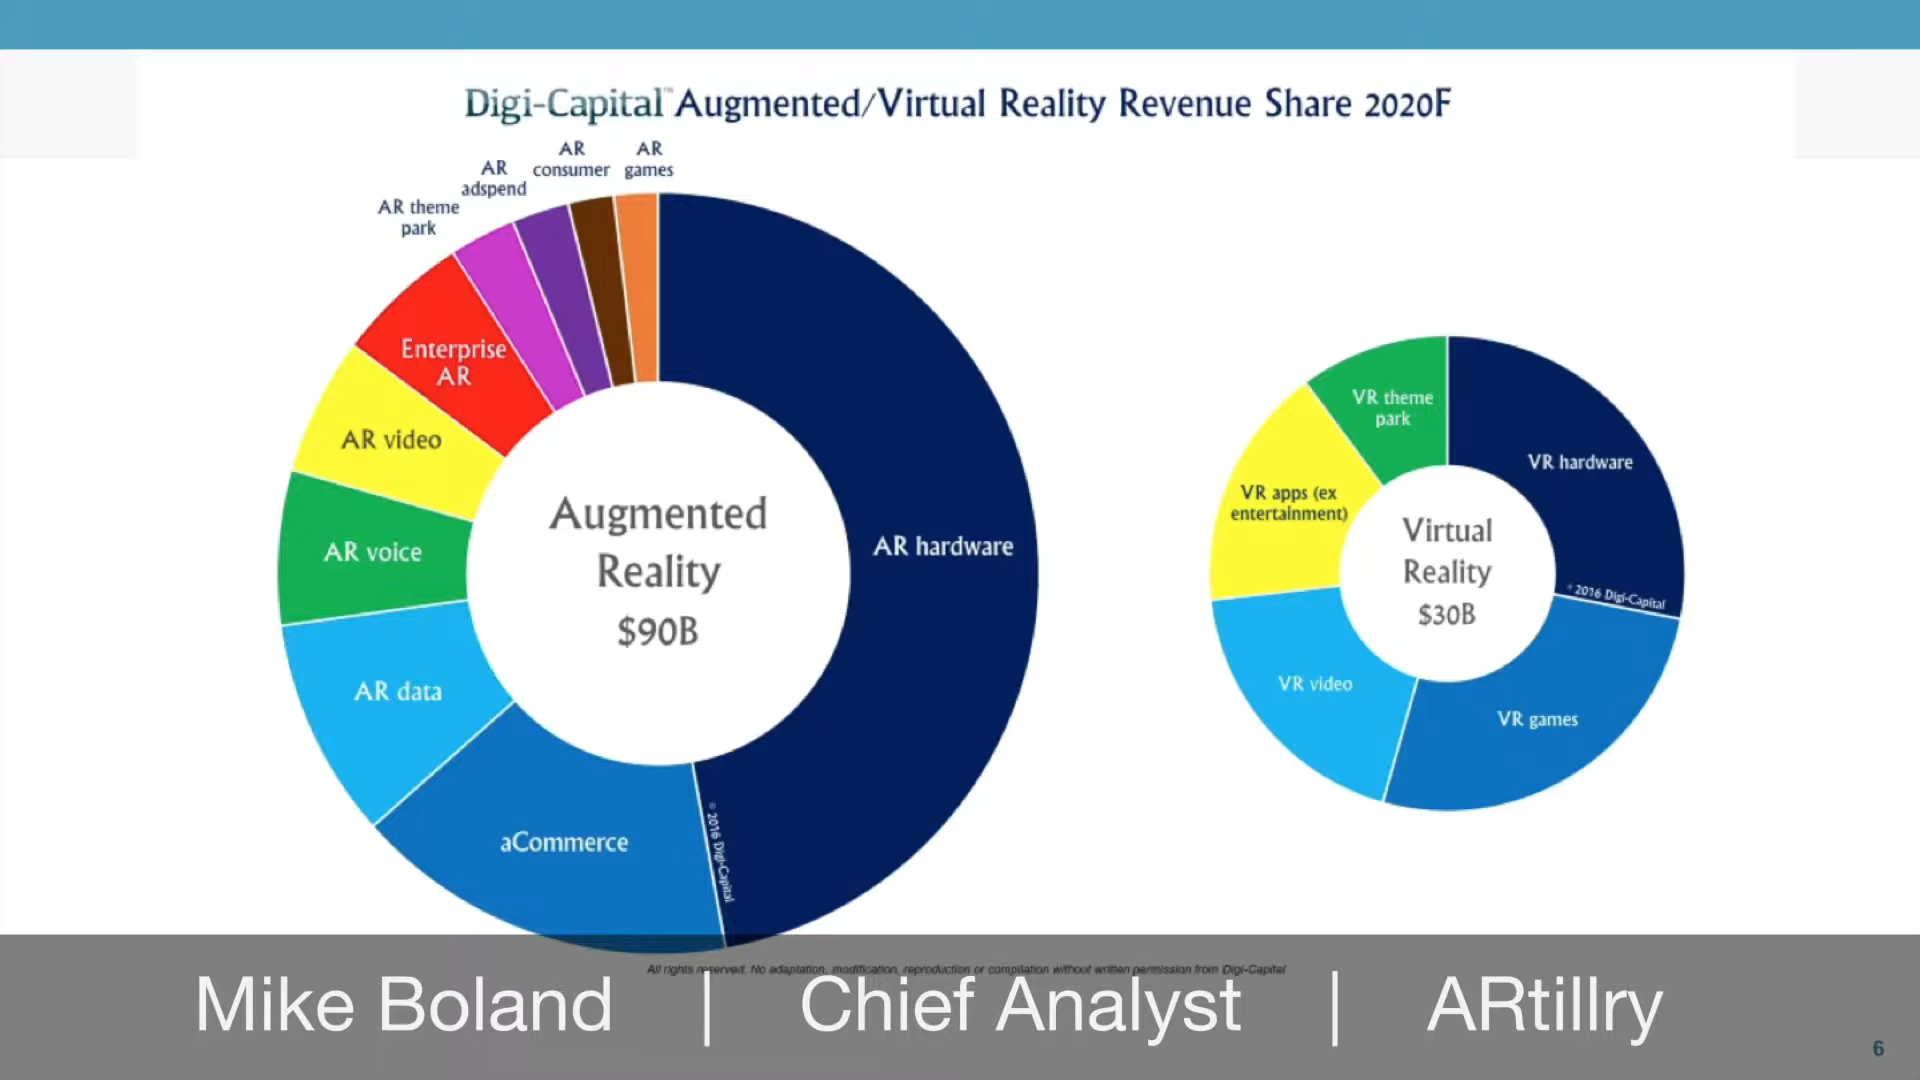 Digi-Capital™ Augmented/Virtual Reality Revenue Share 2020F
AR games
AR consumer
AR adspend
AR theme park
Enterprise AR
AR video
AR voice
AR data
aCommerce
AR hardware
Augmented
Reality
$90B
© 2016 Digi-Capital
VR theme park
VR hardware
VR apps (ex entertainment)
Virtual
Reality
$30B
© 2016 Digi-Capital
VR video
VR games
All rights reserved. No adaptation, modification, reproduction or compilation without written permission from Digi-Capital
Mike Boland | Chief Analyst | ARtillry
6